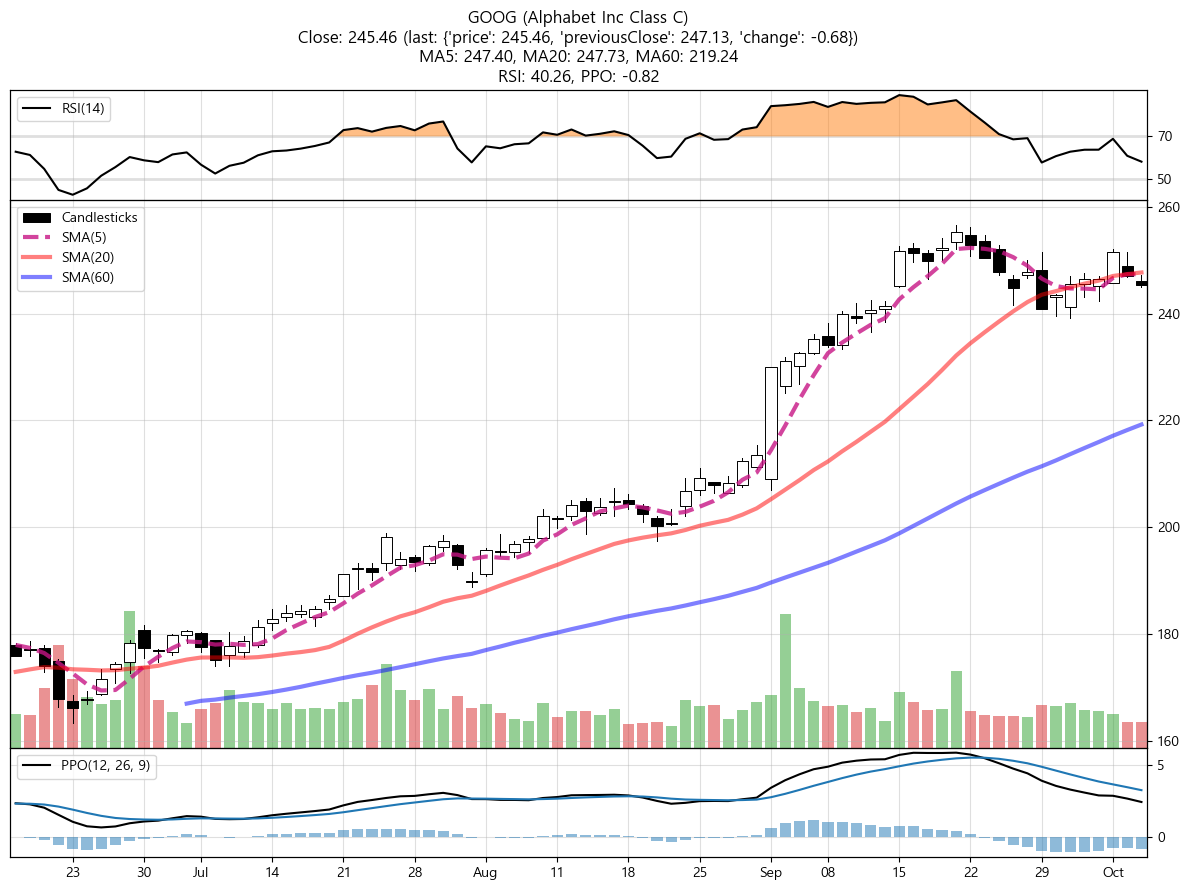 GOOG (Alphabet Inc Class C)
Close: 245.46 (last: {'price': 245.46, 'previousClose': 247.13, 'change': -0.68})
MA5: 247.40, MA20: 247.73, MA60: 219.24
RSI: 40.26, PPO: -0.82
RSI(14)
70
50
Candlesticks
SMA(5)
SMA(20)
SMA(60)
260
240
220
200
180
160
PPO(12, 26, 9)
5
0
23 30 Jul 14 21 28 Aug 11 18 25 Sep 08 15 22 29 Oct